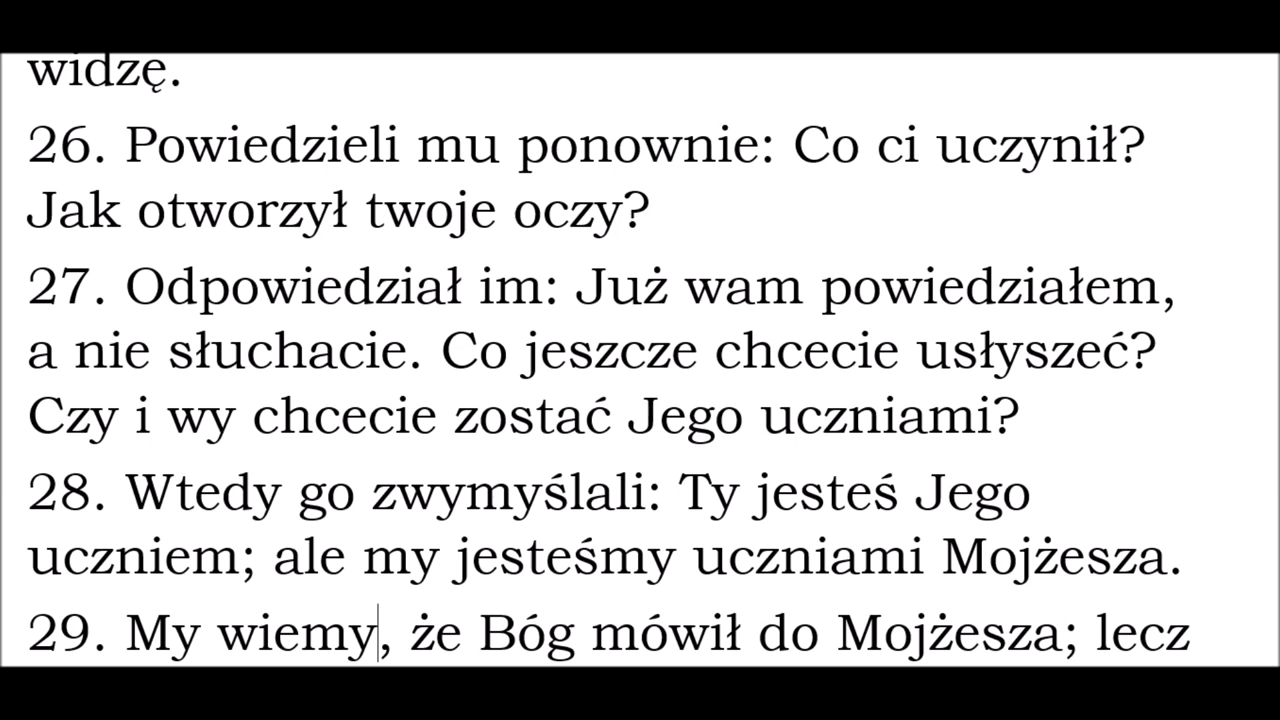 widzę.
26. Powiedzieli mu ponownie: Co ci uczynił?
Jak otworzył twoje oczy?
27. Odpowiedział im: Już wam powiedziałem,
a nie słuchacie. Co jeszcze chcecie usłyszeć?
Czy i wy chcecie zostać Jego uczniami?
28. Wtedy go zwymyślali: Ty jesteś Jego
uczniem; ale my jesteśmy uczniami Mojżesza.
29. My wiemy, że Bóg mówił do Mojżesza; lecz